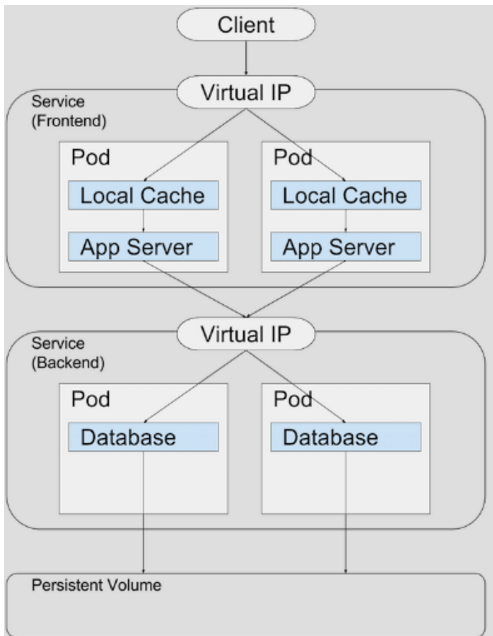 Client
Virtual IP
Service
(Frontend)
Pod
Pod
Local Cache
Local Cache
App Server
App Server
Virtual IP
Service
(Backend)
Pod
Pod
Database
Database
Persistent Volume